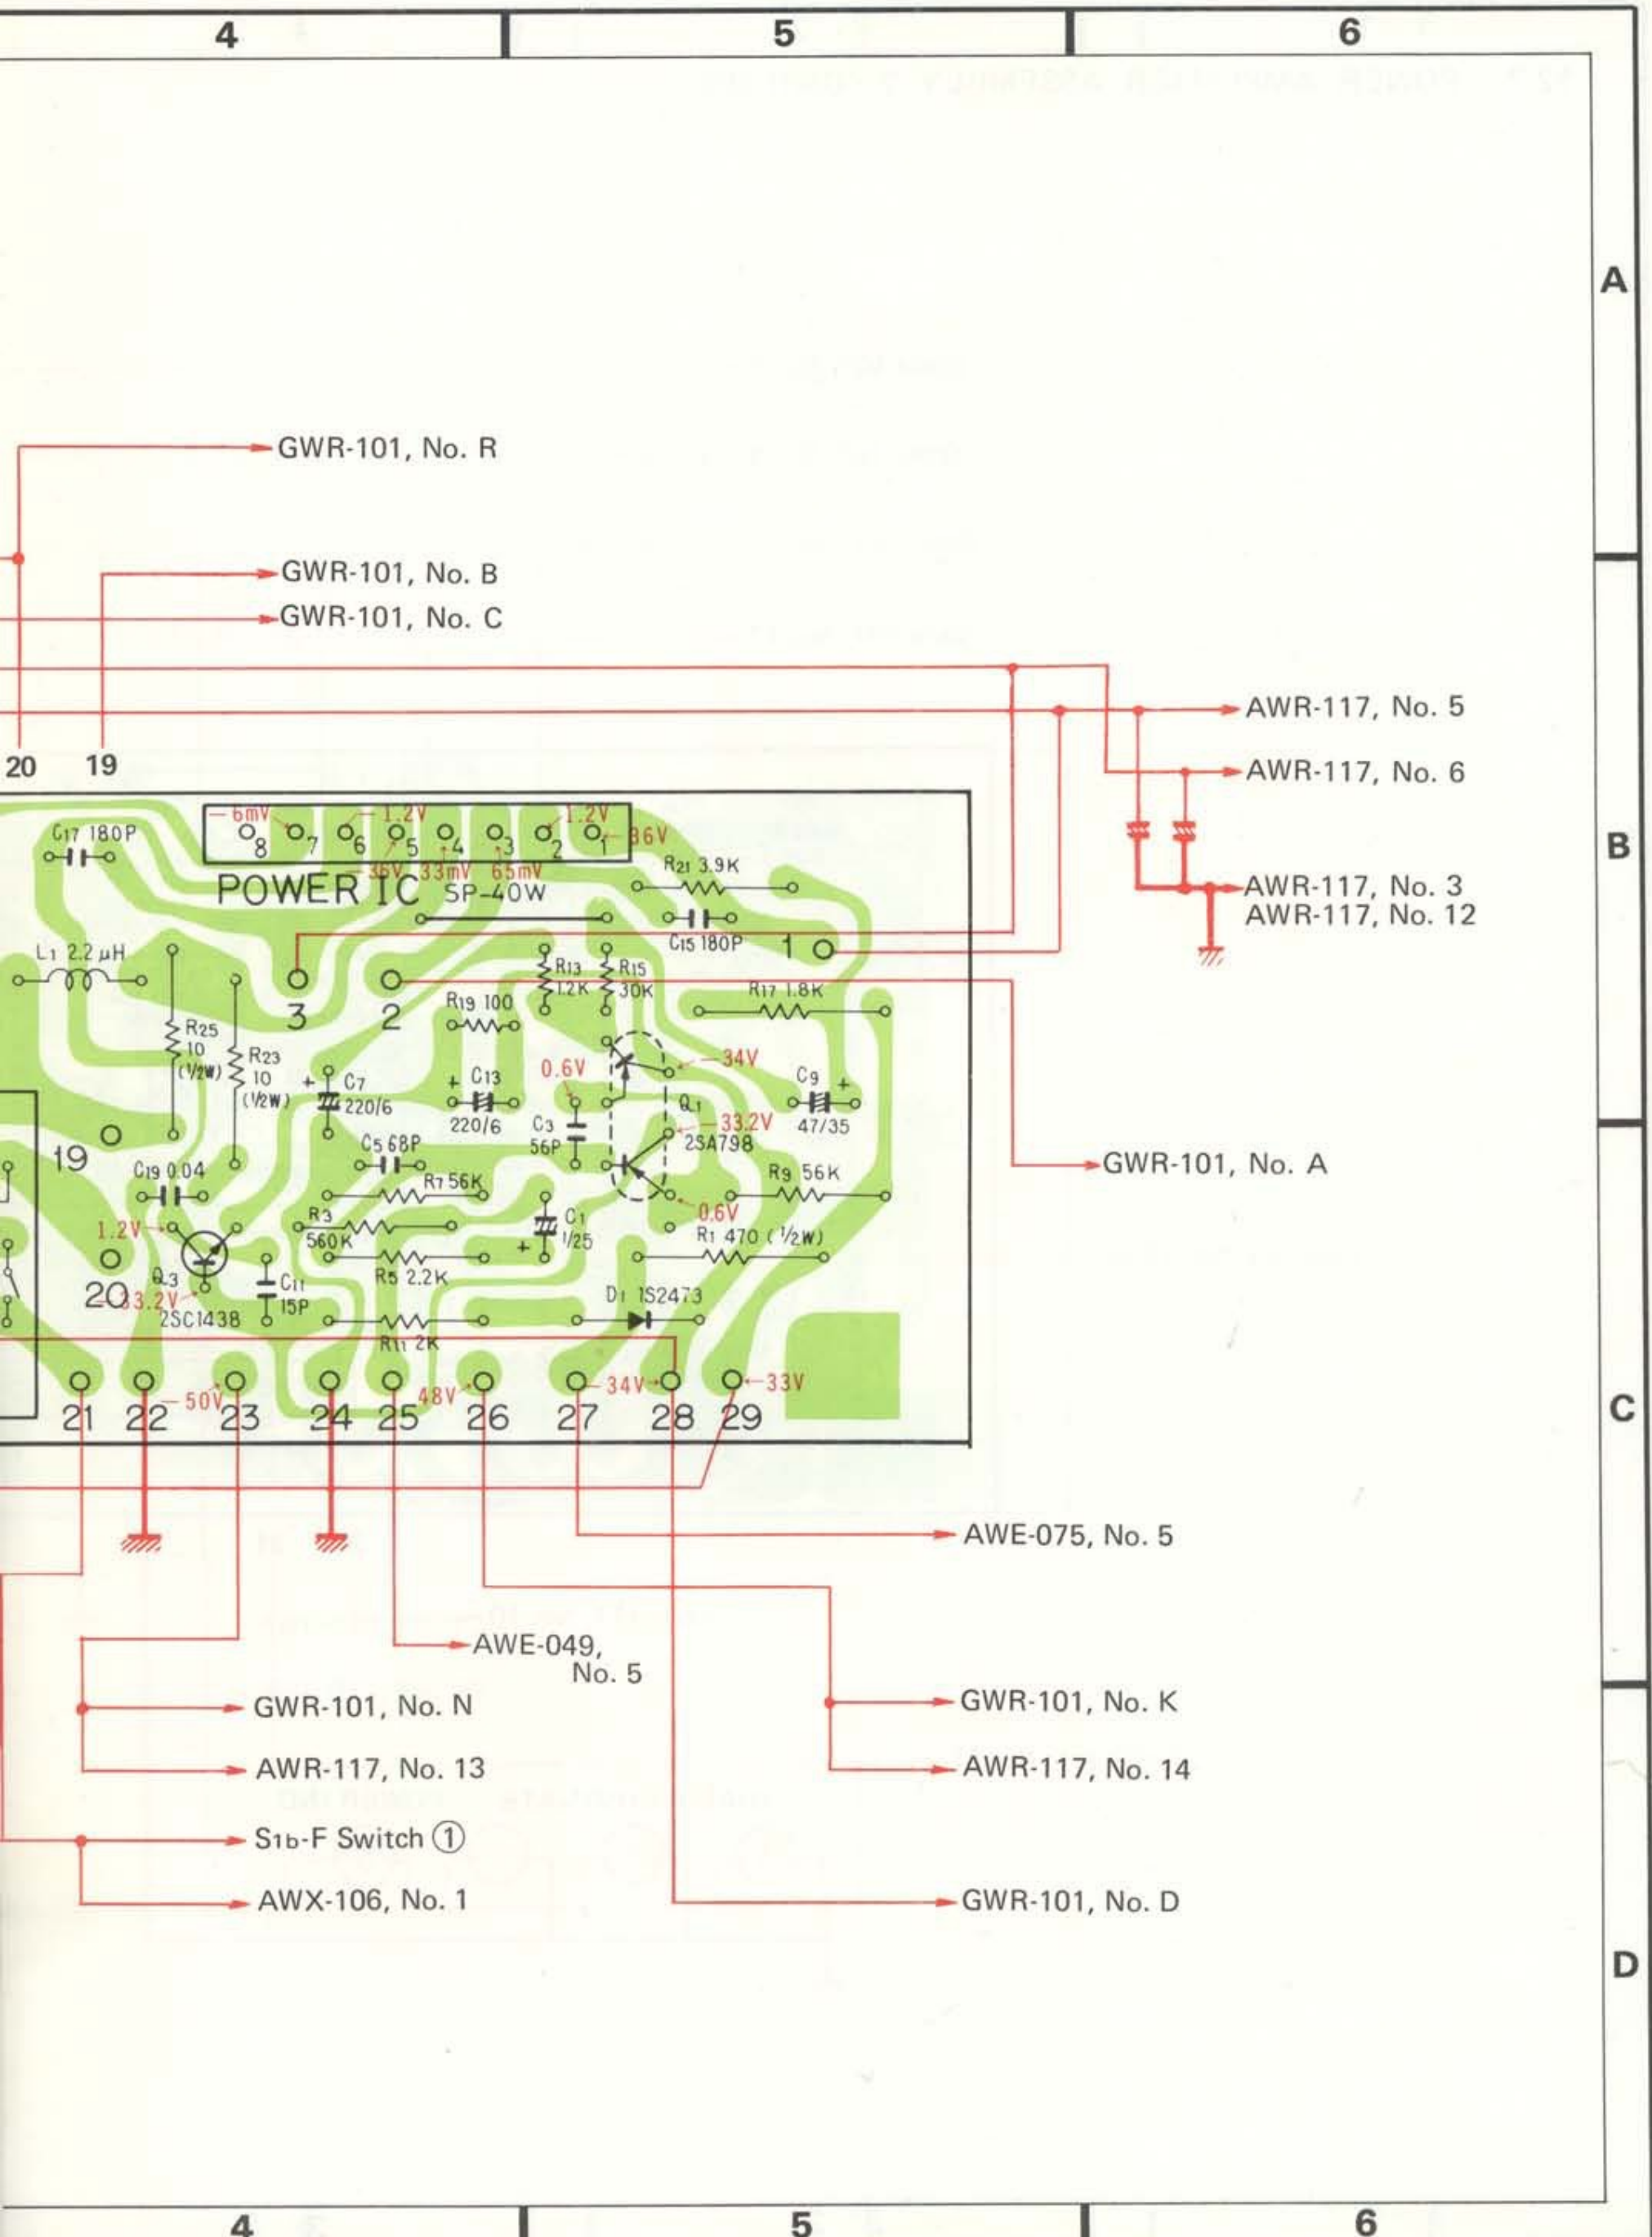 4 5 6
A
GWR-101, No. R
GWR-101, No. B
GWR-101, No. C
AWR-117, No. 5
20 19
AWR-117, No. 6
C17 180P
—6mV —1.2V 1.2V
8 7 6 5 4 3 2 1 —36V
B
—36V 33mV 65mV
R21 3.9K
POWER IC SP-40W
AWR-117, No. 3
AWR-117, No. 12
C15 180P
1
L1 2.2 μH
R13 1.2K
R15 30K
R17 1.8K
R19 100
3 2
R25 10 (1/2W)
R23 10 (1/2W)
0.6V
—34V
+ C7 220/6
+ C13 220/6
C9 +
47/35
Q1
—33.2V
2SA798
C3 56P
19
C5 68P
GWR-101, No. A
C19 0.04
R7 56K
R9 56K
1.2V
R3 560K
C1 1/25 +
0.6V
R1 470 (1/2W)
20
Q3
—33.2V
2SC1438
C11 15P
R5 2.2K
D1 1S2473
R11 2K
—50V 48V —34V —33V
21 22 23 24 25 26 27 28 29
C
AWE-075, No. 5
AWE-049,
No. 5
GWR-101, No. N
GWR-101, No. K
AWR-117, No. 13
AWR-117, No. 14
S1b-F Switch ①
AWX-106, No. 1
GWR-101, No. D
D
4 5 6